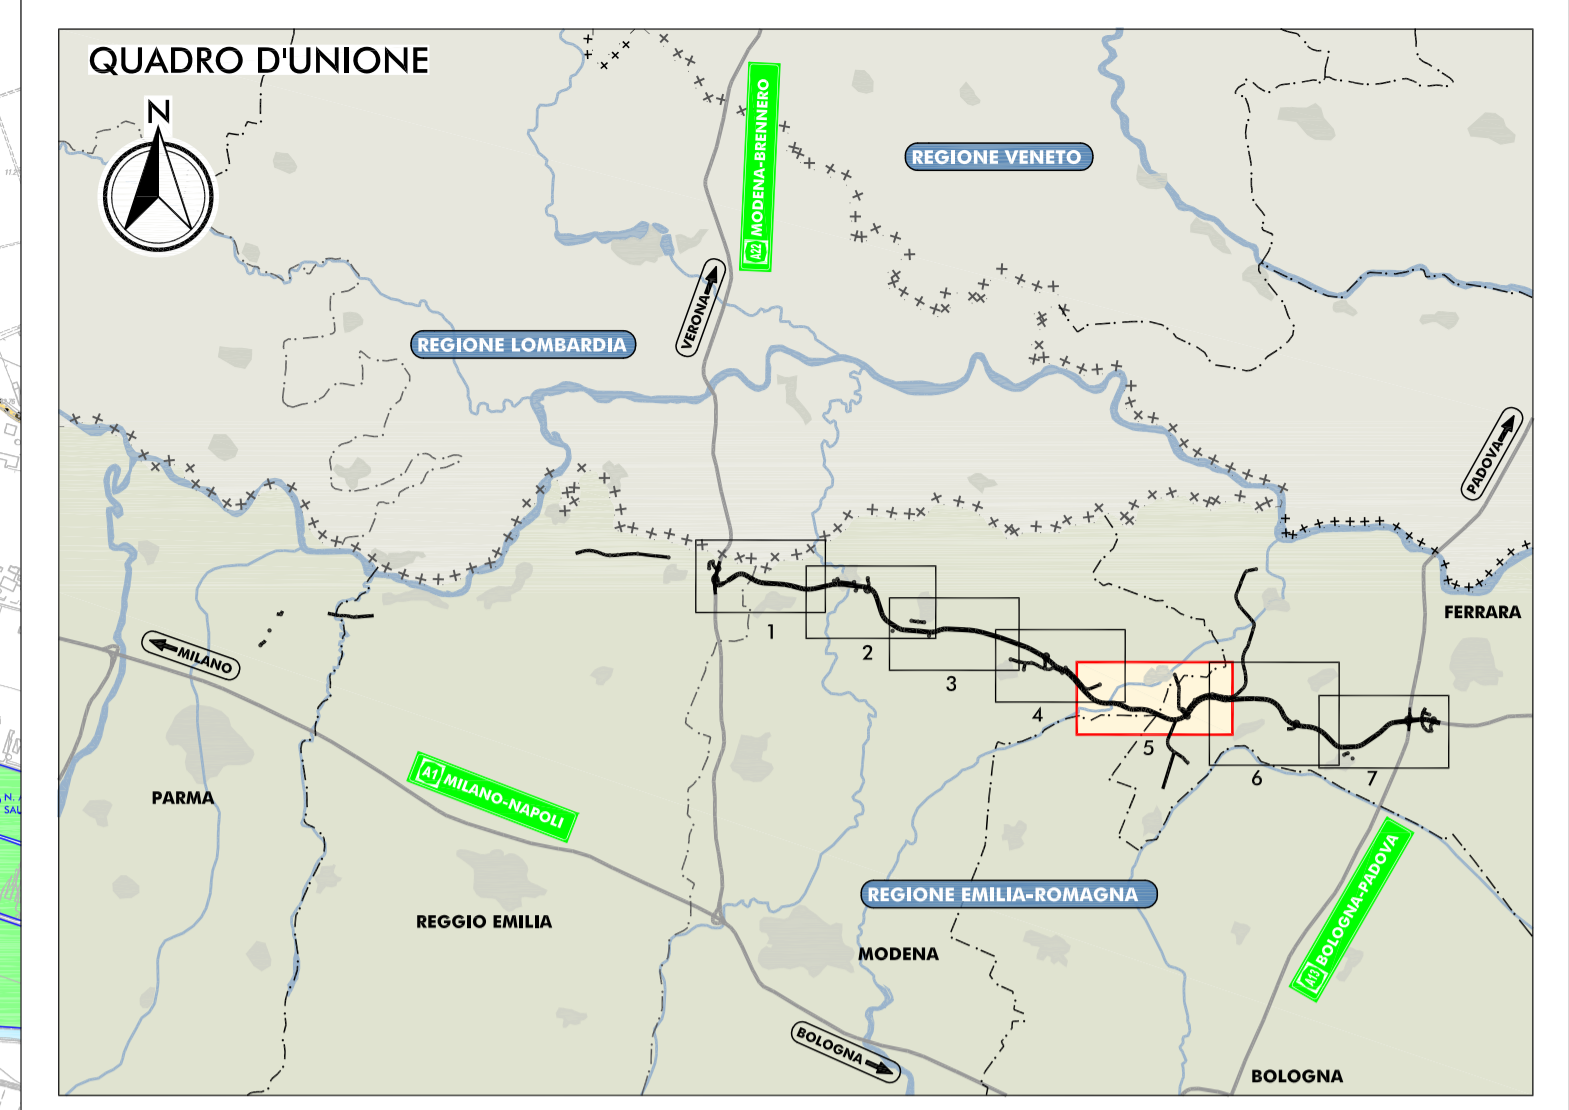 QUADRO D'UNIONE
N
A22 MODENA-BRENNERO
REGIONE VENETO
VERONA
REGIONE LOMBARDIA
PADOVA
FERRARA
MILANO
1
2
3
4
5
6
7
PARMA
A1 MILANO-NAPOLI
REGIONE EMILIA-ROMAGNA
A13 BOLOGNA-PADOVA
REGGIO EMILIA
MODENA
BOLOGNA
BOLOGNA
N.